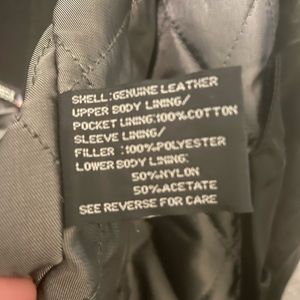 SHELL:GENUINE LEATHER
UPPER BODY LINING/
POCKET LINING:100%COTTON
SLEEVE LINING/
FILLER :100%POLYESTER
LOWER BODY LINING:
50%NYLON
50%ACETATE
SEE REVERSE FOR CARE